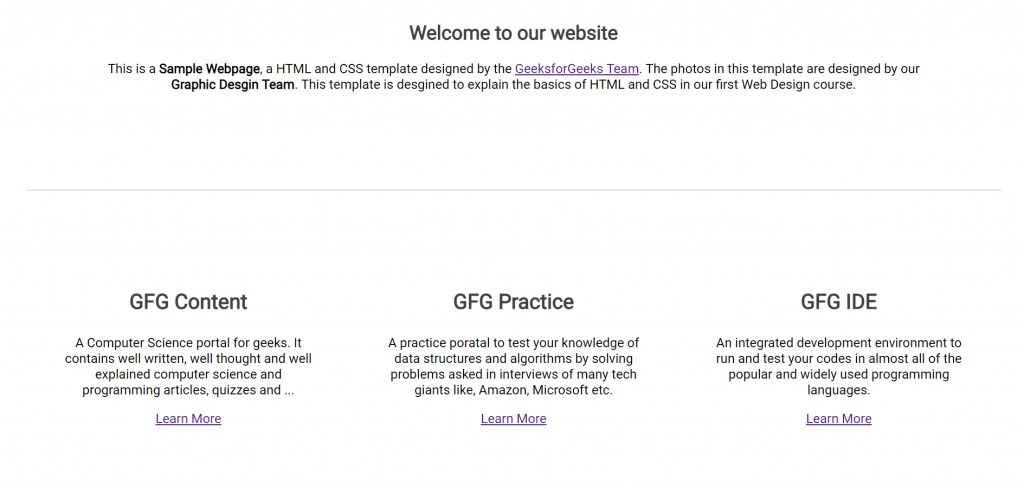 Welcome to our website
This is a Sample Webpage, a HTML and CSS template designed by the GeeksforGeeks Team. The photos in this template are designed by our
Graphic Desgin Team. This template is desgined to explain the basics of HTML and CSS in our first Web Design course.
GFG Content
A Computer Science portal for geeks. It
contains well written, well thought and well
explained computer science and
programming articles, quizzes and ...
Learn More
GFG Practice
A practice poratal to test your knowledge of
data structures and algorithms by solving
problems asked in interviews of many tech
giants like, Amazon, Microsoft etc.
Learn More
GFG IDE
An integrated development environment to
run and test your codes in almost all of the
popular and widely used programming
languages.
Learn More